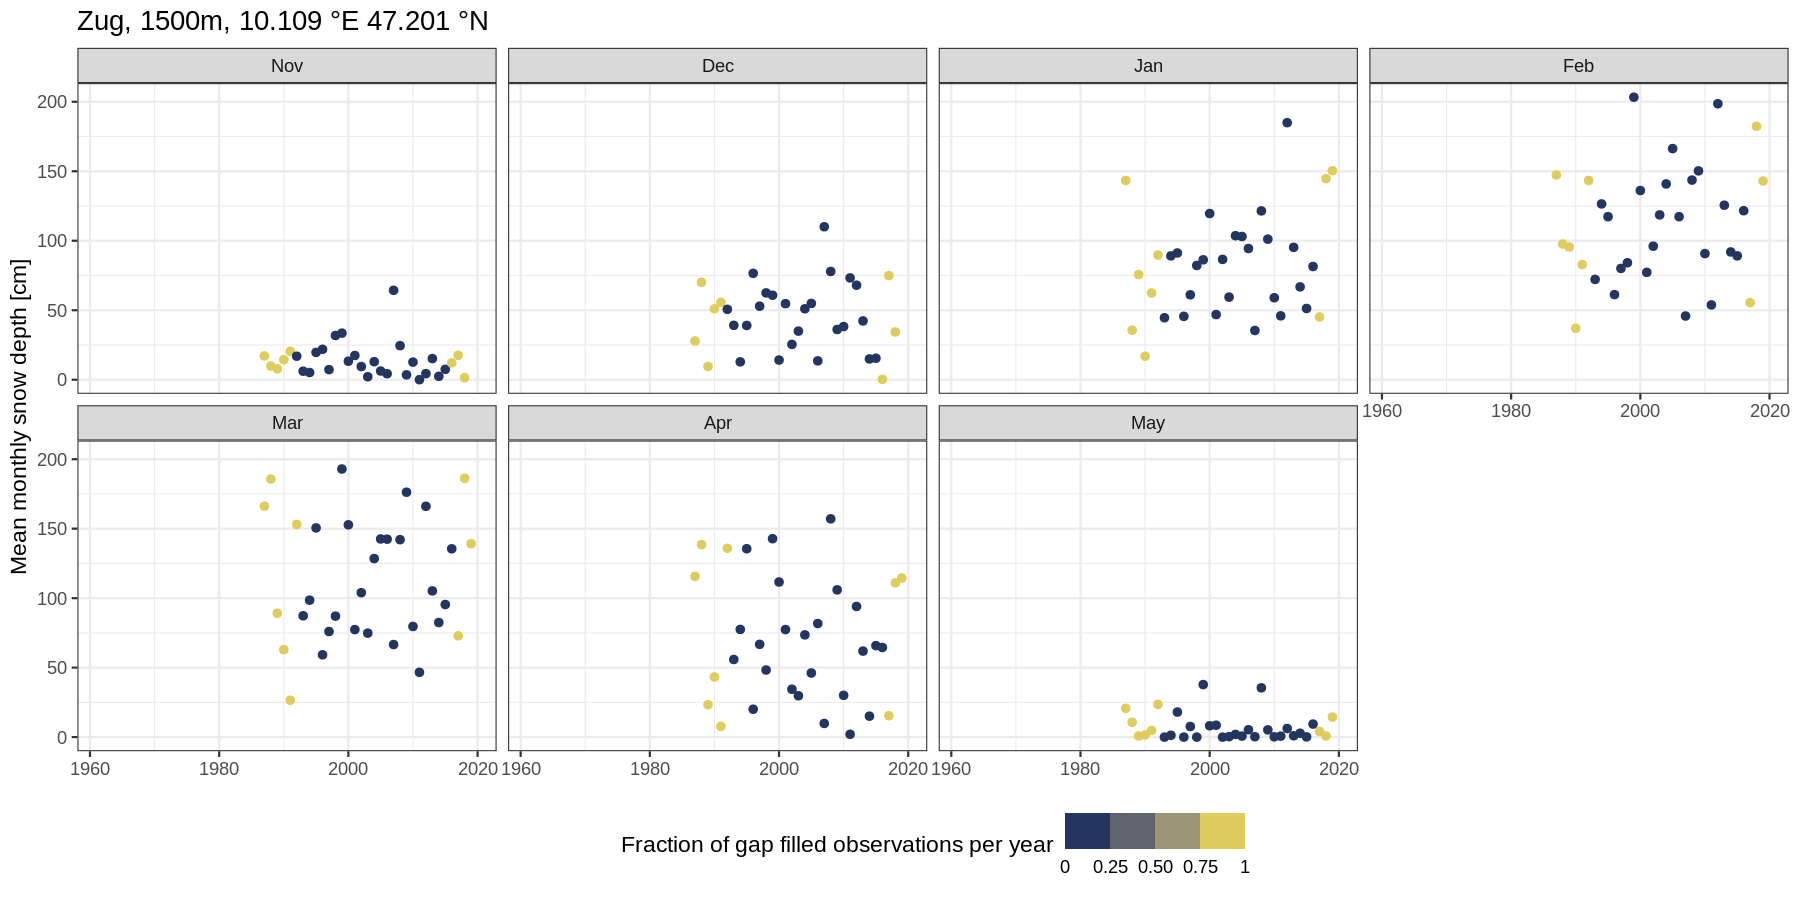 Zug, 1500m, 10.109 °E 47.201 °N
Nov
Dec
Jan
Feb
200
150
100
50
0
1960 1980 2000 2020
Mean monthly snow depth [cm]
Mar
Apr
May
200
150
100
50
0
1960 1980 2000 2020 1960 1980 2000 2020 1960 1980 2000 2020
Fraction of gap filled observations per year
0 0.25 0.50 0.75 1